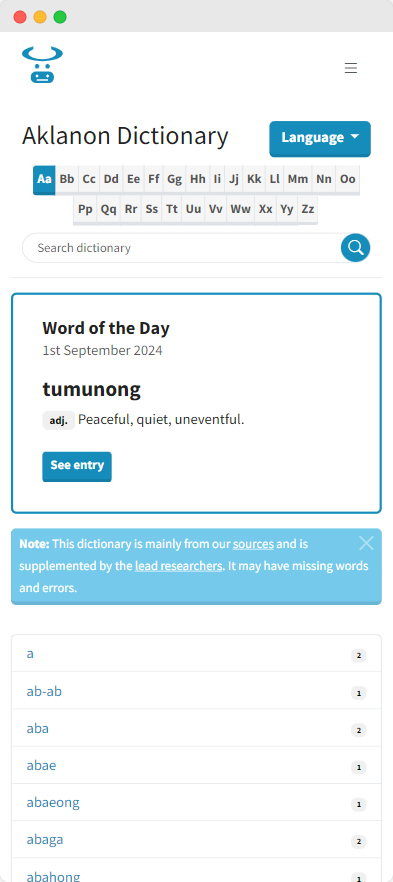 Aklanon Dictionary
Language
Aa Bb Cc Dd Ee Ff Gg Hh Ii Jj Kk Ll Mm Nn Oo
Pp Qq Rr Ss Tt Uu Vv Ww Xx Yy Zz
Search dictionary
Word of the Day
1st September 2024
tumunong
adj. Peaceful, quiet, uneventful.
See entry
Note: This dictionary is mainly from our sources and is
supplemented by the lead researchers. It may have missing words
and errors.
a 2
ab-ab 1
aba 2
abae 1
abaeong 1
abaga 2
abahong 1